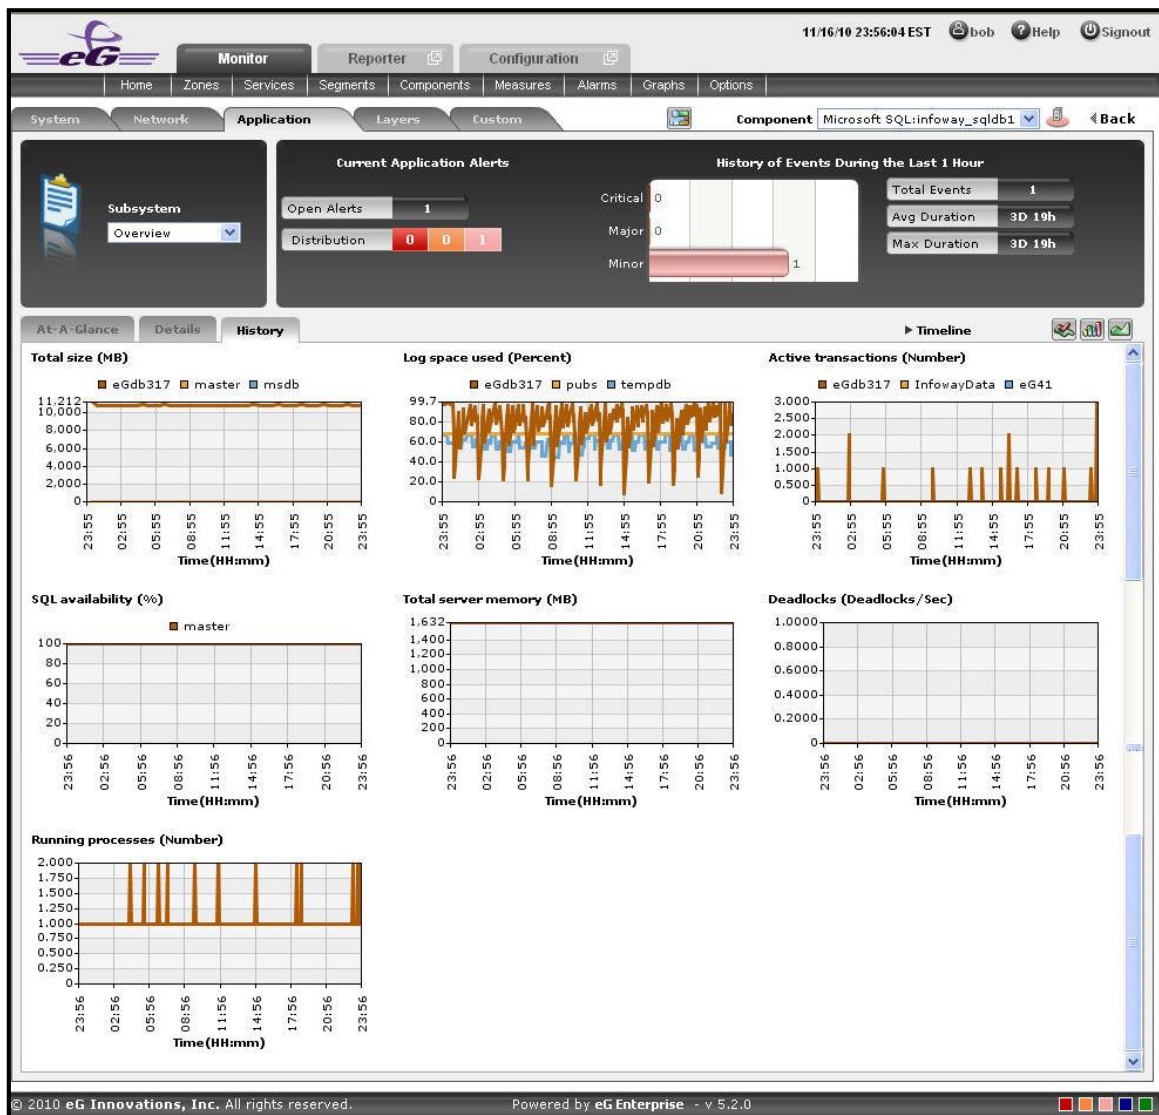 eG
11/16/10 23:56:04 EST bob ? Help Signout
Monitor Reporter Configuration
Home Zones Services Segments Components Measures Alarms Graphs Options
System Network Application Layers Custom Component Microsoft SQL:infoway_sqldb1 Back
Current Application Alerts History of Events During the Last 1 Hour
Subsystem
Overview
Open Alerts 1
Distribution 0 0 1
Critical 0
Major 0
Minor 1
Total Events 1
Avg Duration 3D 19h
Max Duration 3D 19h
At-A-Glance Details History Timeline
Total size (MB)
eGdb317 master msdb
11,212
10,000
8,000
6,000
4,000
2,000
0
23:55 02:55 05:55 08:55 11:55 14:55 17:55 20:55 23:55
Time(HH:mm)
Log space used (Percent)
eGdb317 pubs tempdb
99.7
80.0
60.0
40.0
20.0
0
23:55 02:55 05:55 08:55 11:55 14:55 17:55 20:55 23:55
Time(HH:mm)
Active transactions (Number)
eGdb317 InfowayData eG41
3.000
2.500
2.000
1.500
1.000
0.500
0
23:55 02:55 05:55 08:55 11:55 14:55 17:55 20:55 23:55
Time(HH:mm)
SQL availability (%)
master
100
80
60
40
20
0
23:56 02:56 05:56 08:56 11:56 14:56 17:56 20:56 23:56
Time(HH:mm)
Total server memory (MB)
1,632
1,400
1,200
1,000
800
600
400
200
0
23:56 02:56 05:56 08:56 11:56 14:56 17:56 20:56 23:56
Time(HH:mm)
Deadlocks (Deadlocks/Sec)
1.0000
0.8000
0.6000
0.4000
0.2000
0
23:56 02:56 05:56 08:56 11:56 14:56 17:56 20:56 23:56
Time(HH:mm)
Running processes (Number)
2.000
1.750
1.500
1.250
1.000
0.750
0.500
0.250
0
23:56 02:56 05:56 08:56 11:56 14:56 17:56 20:56 23:56
Time(HH:mm)
© 2010 eG Innovations, Inc. All rights reserved. Powered by eG Enterprise - v 5.2.0